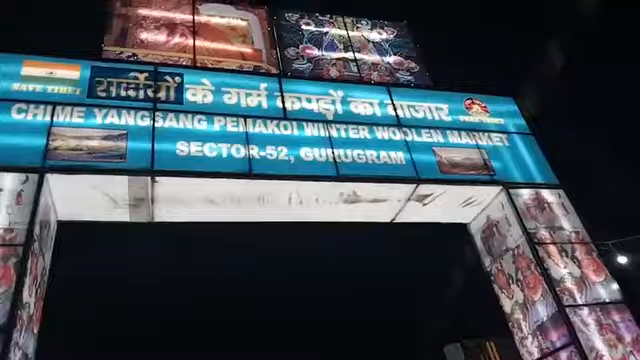 सर्दियों के गर्म कपड़ों का बाजार
SAVE TIBET
CHIME YANGSANG PEMAKOI WINTER WOOLEN MARKET
SECTOR-52, GURUGRAM